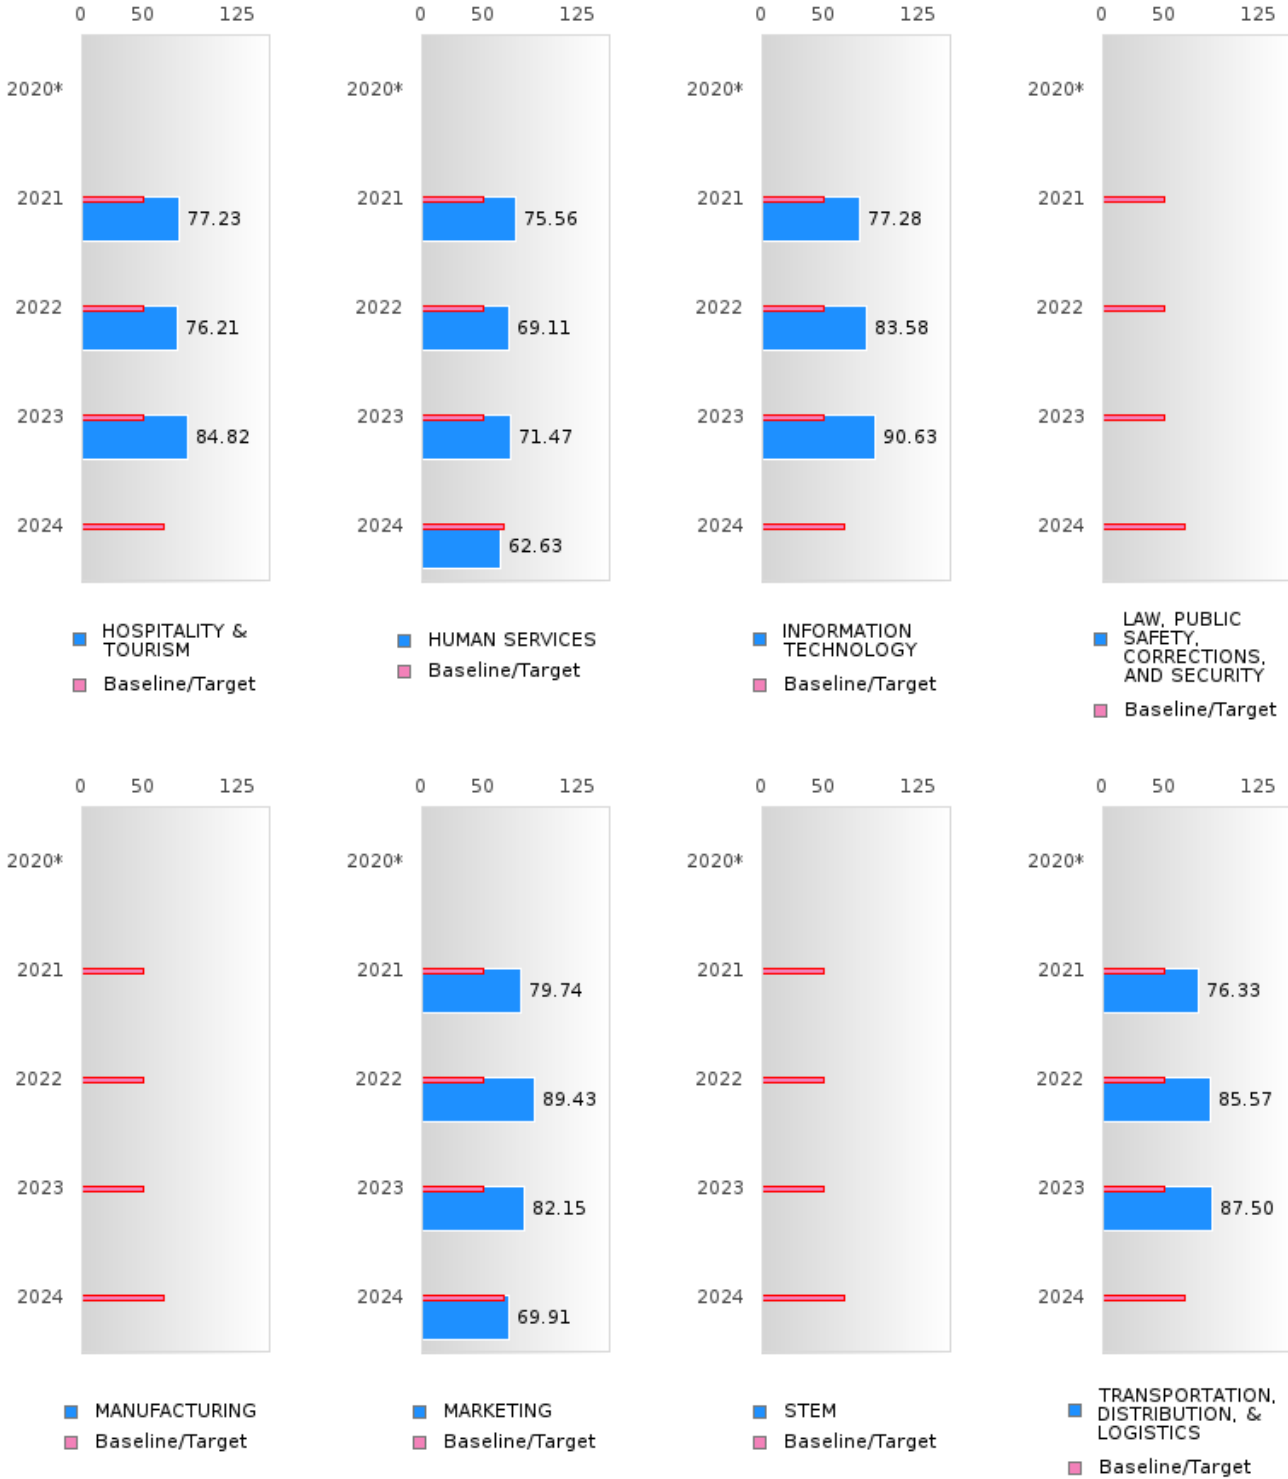 0 50 125
2020*
2021
77.23
2022
76.21
2023
84.82
2024
HOSPITALITY &
TOURISM
Baseline/Target
0 50 125
2020*
2021
75.56
2022
69.11
2023
71.47
2024
62.63
HUMAN SERVICES
Baseline/Target
0 50 125
2020*
2021
77.28
2022
83.58
2023
90.63
2024
INFORMATION
TECHNOLOGY
Baseline/Target
0 50 125
2020*
2021
2022
2023
2024
LAW, PUBLIC
SAFETY,
CORRECTIONS,
AND SECURITY
Baseline/Target
0 50 125
2020*
2021
2022
2023
2024
MANUFACTURING
Baseline/Target
0 50 125
2020*
2021
79.74
2022
89.43
2023
82.15
2024
69.91
MARKETING
Baseline/Target
0 50 125
2020*
2021
2022
2023
2024
STEM
Baseline/Target
0 50 125
2020*
2021
76.33
2022
85.57
2023
87.50
2024
TRANSPORTATION,
DISTRIBUTION, &
LOGISTICS
Baseline/Target